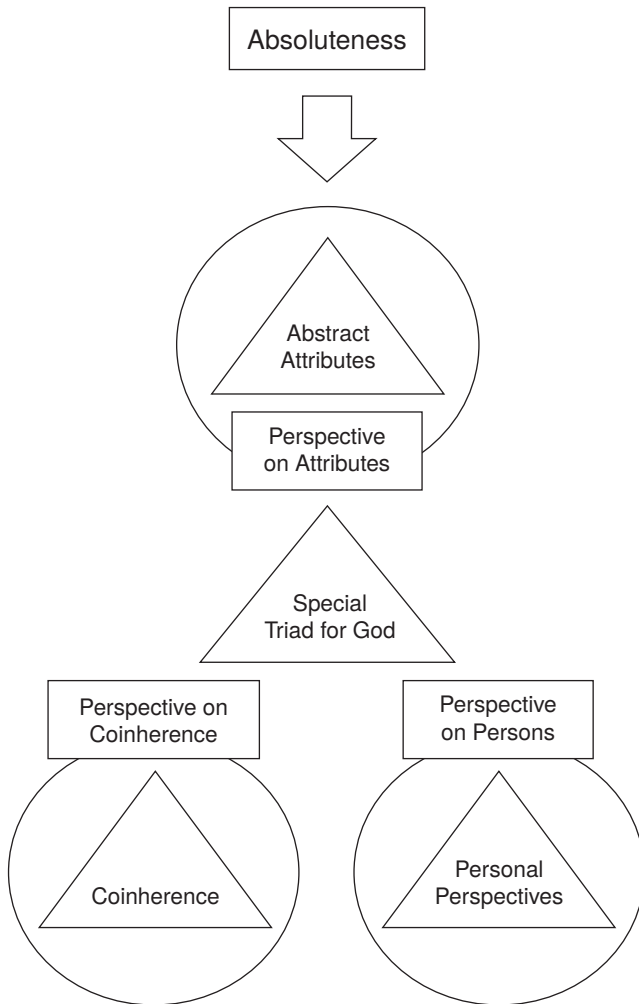 Absoluteness
Abstract
Attributes
Perspective
on Attributes
Special
Triad for God
Perspective on
Coinherence
Perspective
on Persons
Coinherence
Personal
Perspectives